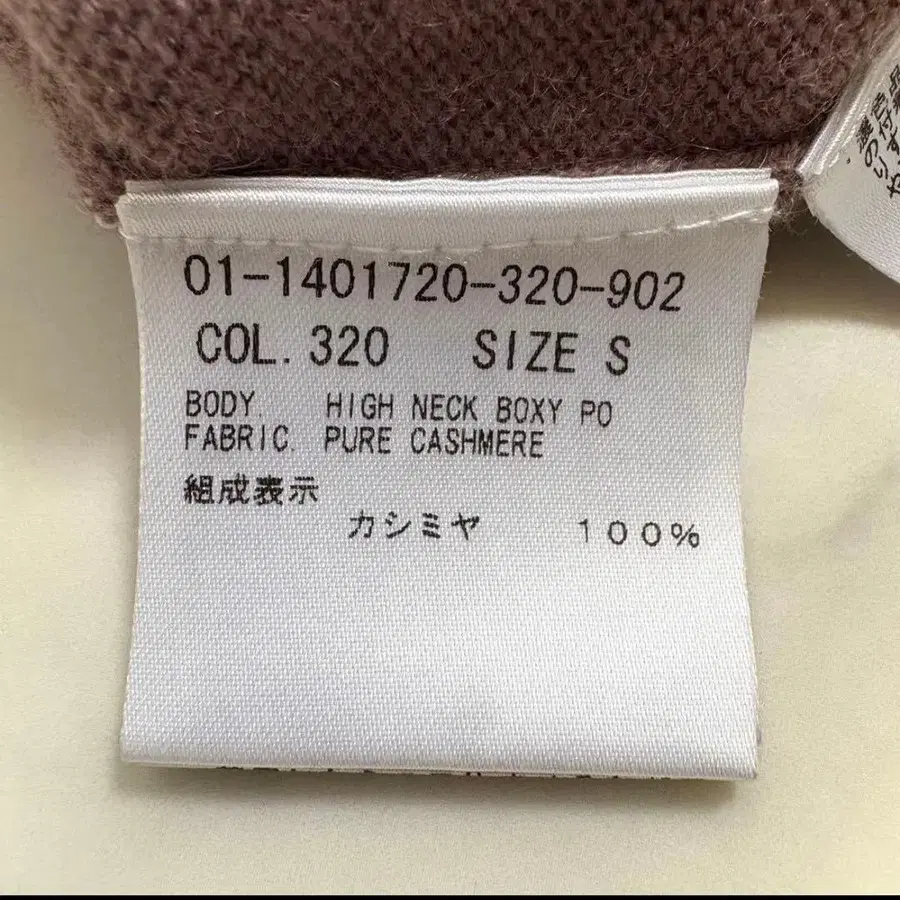 01-1401720-320-902
COL. 320 SIZE S
BODY. HIGH NECK BOXY PO
FABRIC. PURE CASHMERE
組成表示
カシミヤ 100%